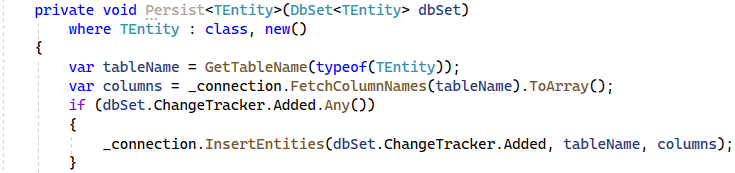 private void Persist<TEntity>(DbSet<TEntity> dbSet)
    where TEntity : class, new()
{
    var tableName = GetTableName(typeof(TEntity));
    var columns = _connection.FetchColumnNames(tableName).ToArray();
    if (dbSet.ChangeTracker.Added.Any())
    {
        _connection.InsertEntities(dbSet.ChangeTracker.Added, tableName, columns);
    }